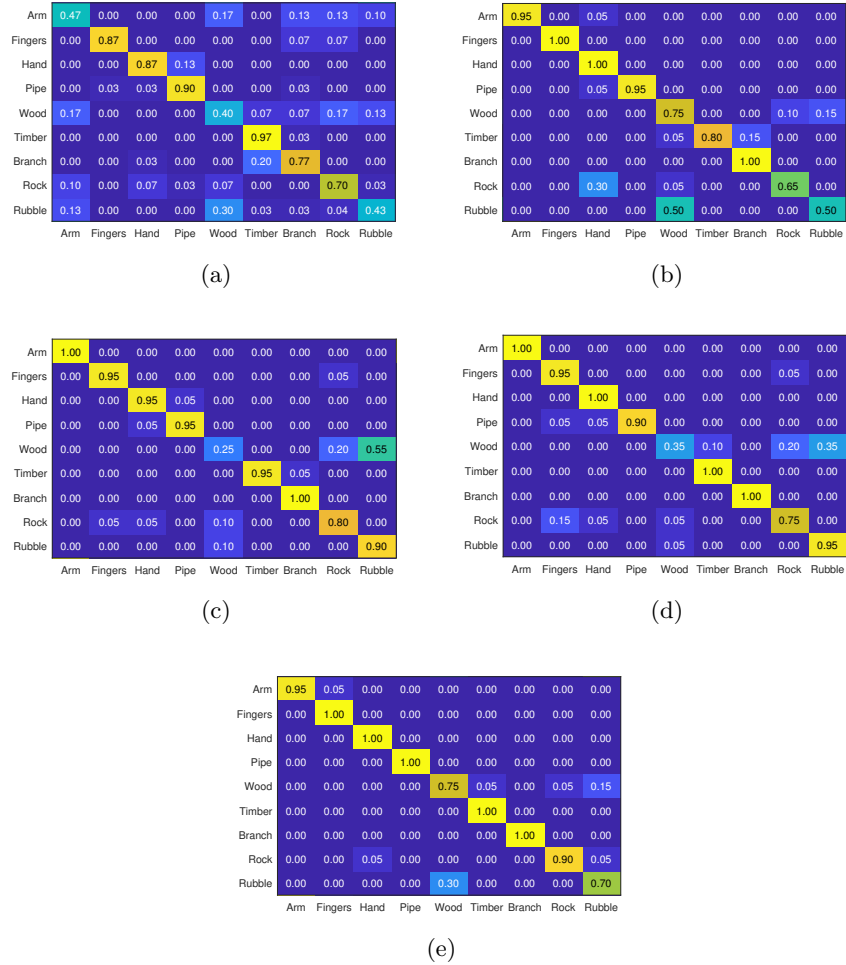 Arm 0.47 0.00 0.00 0.00 0.17 0.00 0.13 0.13 0.10
Fingers 0.00 0.87 0.00 0.00 0.00 0.00 0.07 0.07 0.00
Hand 0.00 0.00 0.87 0.13 0.00 0.00 0.00 0.00 0.00
Pipe 0.00 0.03 0.03 0.90 0.00 0.00 0.03 0.00 0.00
Wood 0.17 0.00 0.00 0.00 0.40 0.07 0.07 0.17 0.13
Timber 0.00 0.00 0.00 0.00 0.00 0.97 0.03 0.00 0.00
Branch 0.00 0.00 0.03 0.00 0.00 0.20 0.77 0.00 0.00
Rock 0.10 0.00 0.07 0.03 0.07 0.00 0.00 0.70 0.03
Rubble 0.13 0.00 0.00 0.00 0.30 0.03 0.03 0.04 0.43
Arm Fingers Hand Pipe Wood Timber Branch Rock Rubble
(a)
Arm 0.95 0.00 0.05 0.00 0.00 0.00 0.00 0.00 0.00
Fingers 0.00 1.00 0.00 0.00 0.00 0.00 0.00 0.00 0.00
Hand 0.00 0.00 1.00 0.00 0.00 0.00 0.00 0.00 0.00
Pipe 0.00 0.00 0.05 0.95 0.00 0.00 0.00 0.00 0.00
Wood 0.00 0.00 0.00 0.00 0.75 0.00 0.00 0.10 0.15
Timber 0.00 0.00 0.00 0.00 0.05 0.80 0.15 0.00 0.00
Branch 0.00 0.00 0.00 0.00 0.00 0.00 1.00 0.00 0.00
Rock 0.00 0.00 0.30 0.00 0.05 0.00 0.00 0.65 0.00
Rubble 0.00 0.00 0.00 0.00 0.50 0.00 0.00 0.00 0.50
Arm Fingers Hand Pipe Wood Timber Branch Rock Rubble
(b)
Arm 1.00 0.00 0.00 0.00 0.00 0.00 0.00 0.00 0.00
Fingers 0.00 0.95 0.00 0.00 0.00 0.00 0.00 0.05 0.00
Hand 0.00 0.00 0.95 0.05 0.00 0.00 0.00 0.00 0.00
Pipe 0.00 0.00 0.05 0.95 0.00 0.00 0.00 0.00 0.00
Wood 0.00 0.00 0.00 0.00 0.25 0.00 0.00 0.20 0.55
Timber 0.00 0.00 0.00 0.00 0.00 0.95 0.05 0.00 0.00
Branch 0.00 0.00 0.00 0.00 0.00 0.00 1.00 0.00 0.00
Rock 0.00 0.05 0.05 0.00 0.10 0.00 0.00 0.80 0.00
Rubble 0.00 0.00 0.00 0.00 0.10 0.00 0.00 0.00 0.90
Arm Fingers Hand Pipe Wood Timber Branch Rock Rubble
(c)
Arm 1.00 0.00 0.00 0.00 0.00 0.00 0.00 0.00 0.00
Fingers 0.00 0.95 0.00 0.00 0.00 0.00 0.00 0.05 0.00
Hand 0.00 0.00 1.00 0.00 0.00 0.00 0.00 0.00 0.00
Pipe 0.00 0.05 0.05 0.90 0.00 0.00 0.00 0.00 0.00
Wood 0.00 0.00 0.00 0.00 0.35 0.10 0.00 0.20 0.35
Timber 0.00 0.00 0.00 0.00 0.00 1.00 0.00 0.00 0.00
Branch 0.00 0.00 0.00 0.00 0.00 0.00 1.00 0.00 0.00
Rock 0.00 0.15 0.05 0.00 0.05 0.00 0.00 0.75 0.00
Rubble 0.00 0.00 0.00 0.00 0.05 0.00 0.00 0.00 0.95
Arm Fingers Hand Pipe Wood Timber Branch Rock Rubble
(d)
Arm 0.95 0.05 0.00 0.00 0.00 0.00 0.00 0.00 0.00
Fingers 0.00 1.00 0.00 0.00 0.00 0.00 0.00 0.00 0.00
Hand 0.00 0.00 1.00 0.00 0.00 0.00 0.00 0.00 0.00
Pipe 0.00 0.00 0.00 1.00 0.00 0.00 0.00 0.00 0.00
Wood 0.00 0.00 0.00 0.00 0.75 0.05 0.00 0.05 0.15
Timber 0.00 0.00 0.00 0.00 0.00 1.00 0.00 0.00 0.00
Branch 0.00 0.00 0.00 0.00 0.00 0.00 1.00 0.00 0.00
Rock 0.00 0.00 0.05 0.00 0.00 0.00 0.00 0.90 0.05
Rubble 0.00 0.00 0.00 0.00 0.30 0.00 0.00 0.00 0.70
Arm Fingers Hand Pipe Wood Timber Branch Rock Rubble
(e)